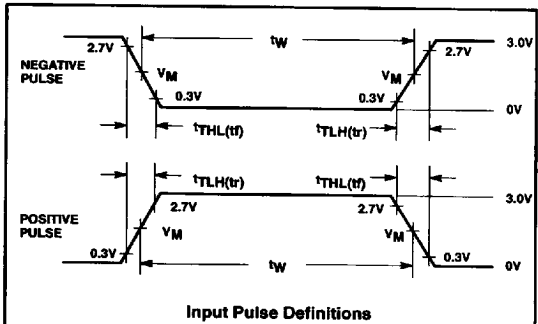 tW
NEGATIVE
PULSE
2.7V
VM
0.3V
tTHL(tf)
0.3V
tTLH(tr)
VM
2.7V
3.0V
0V
POSITIVE
PULSE
0.3V
tTLH(tr)
2.7V
VM
tW
tTHL(tf)
2.7V
VM
0.3V
3.0V
0V
Input Pulse Definitions